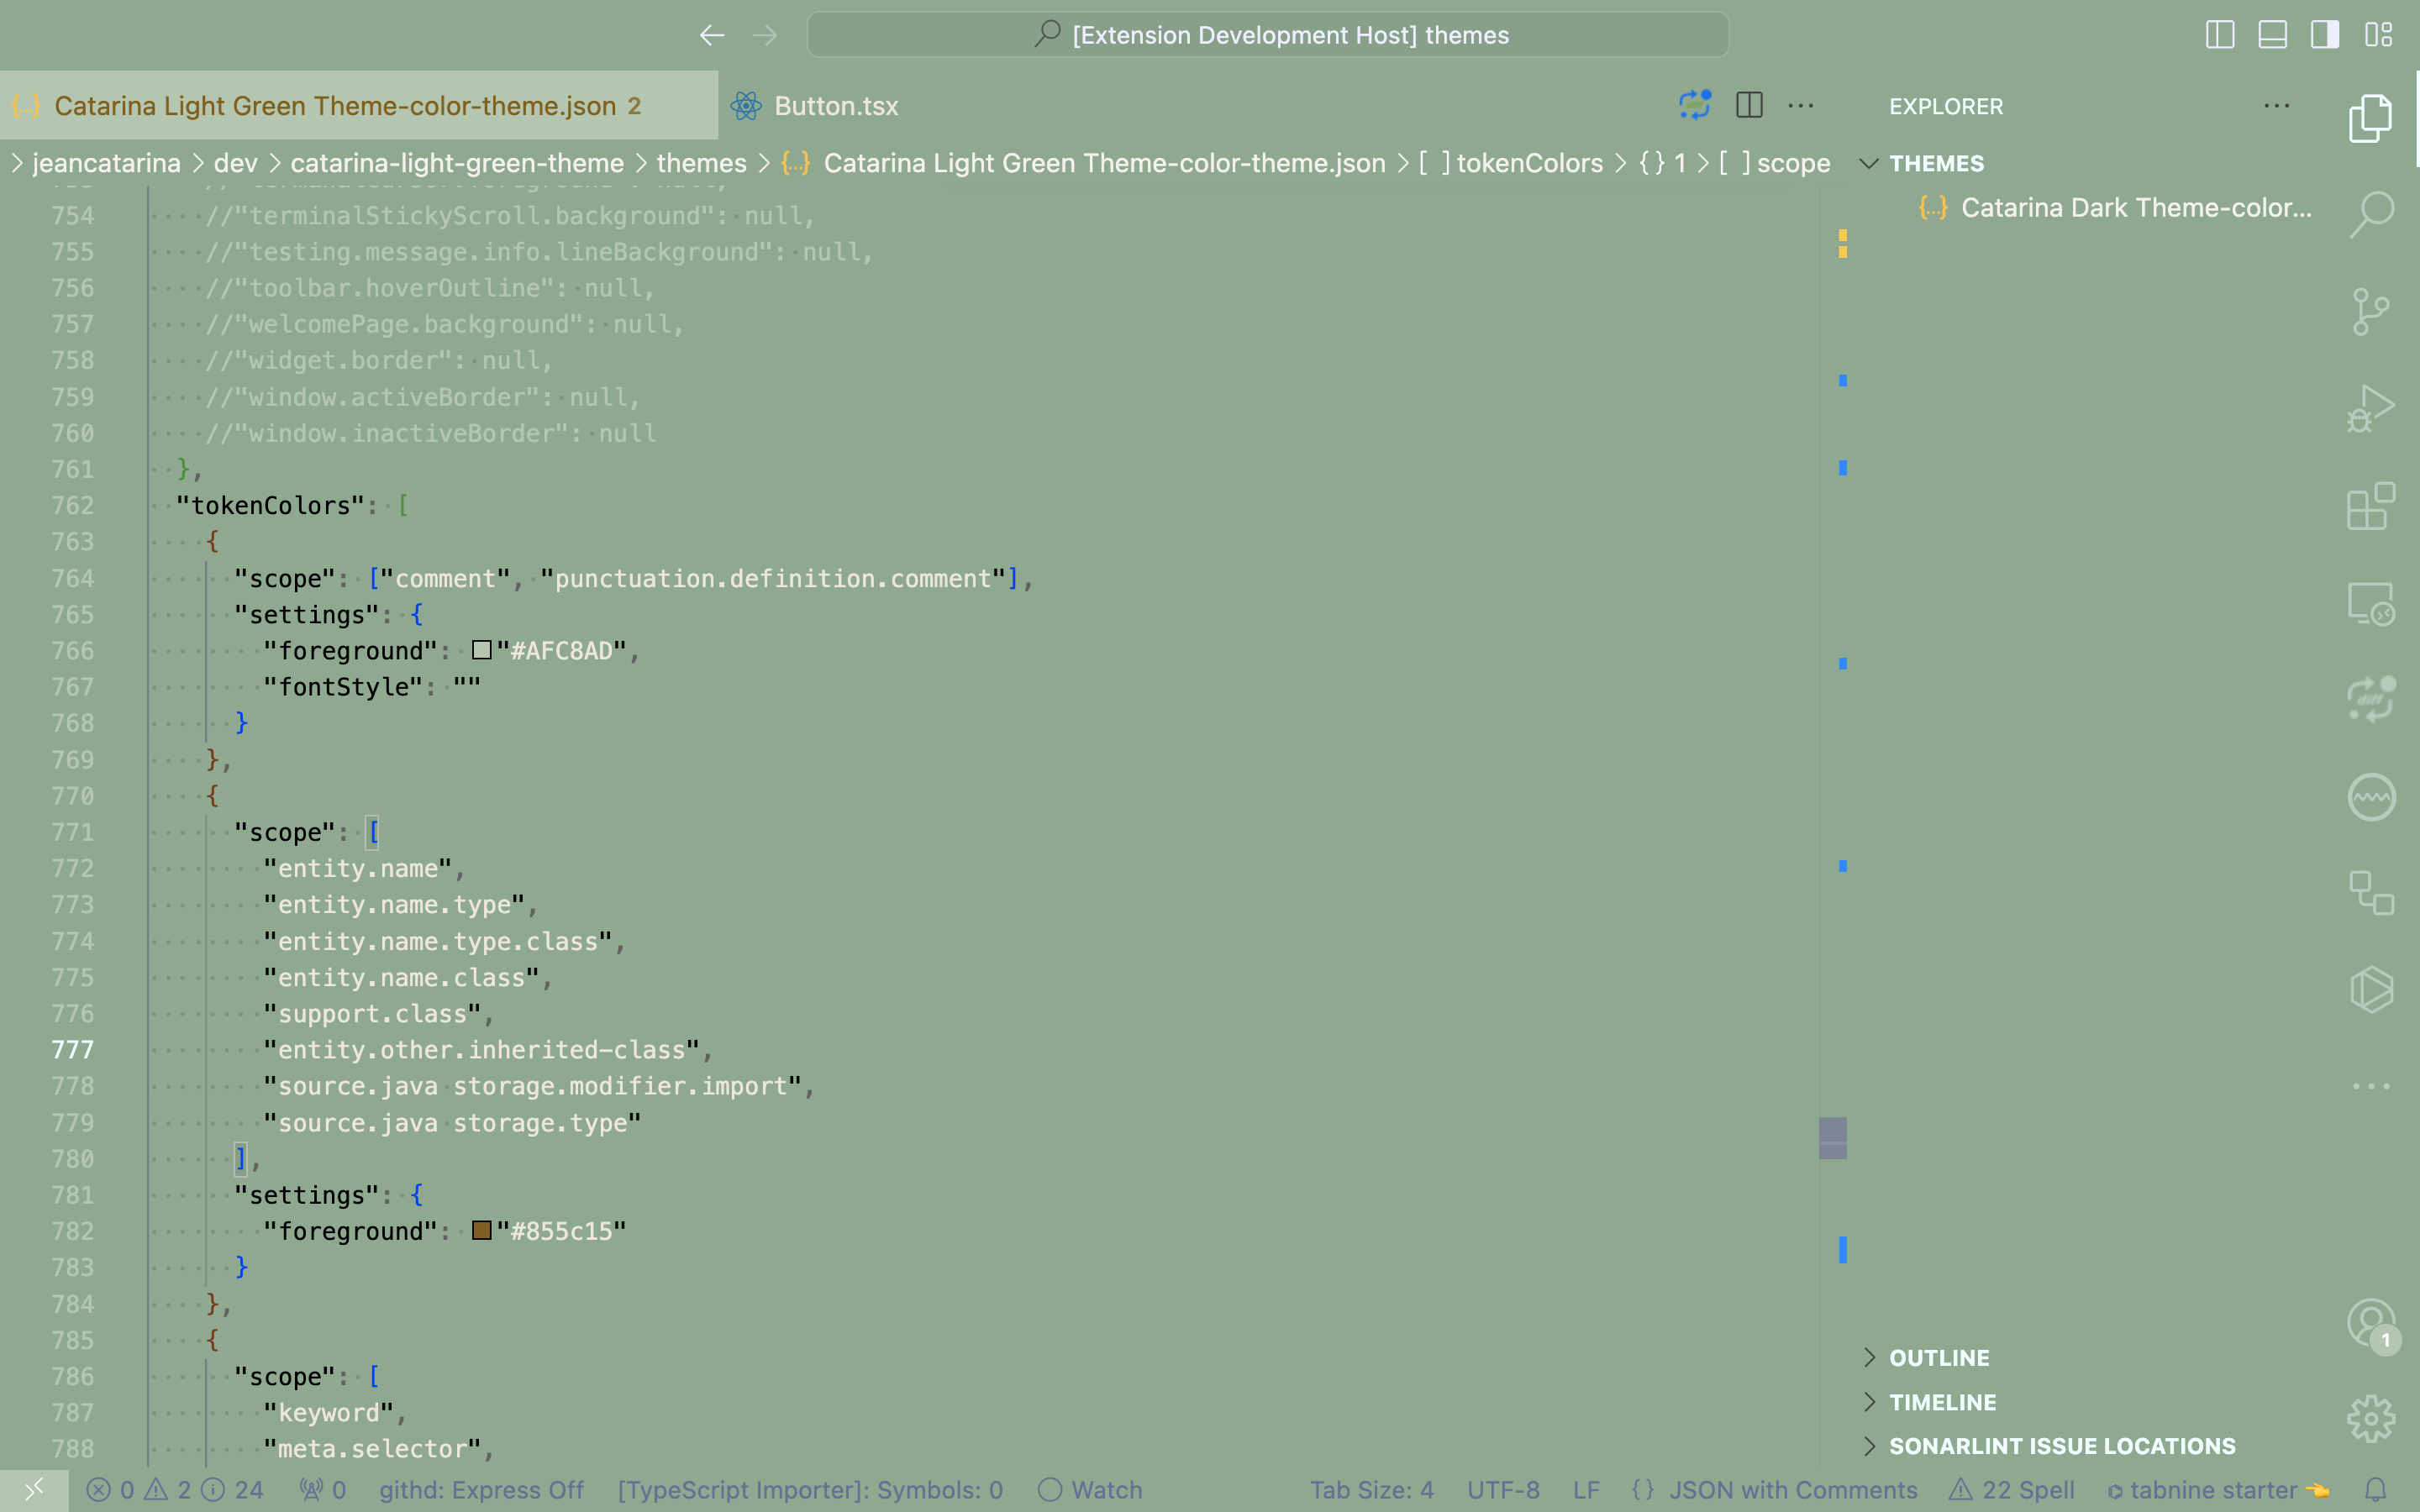 [Extension Development Host] themes
{..} Catarina Light Green Theme-color-theme.json 2
Button.tsx
EXPLORER
> jeancatarina > dev > catarina-light-green-theme > themes > {..} Catarina Light Green Theme-color-theme.json > [ ] tokenColors > {} 1 > [ ] scope
THEMES
{..} Catarina Dark Theme-color...
754 //"terminalStickyScroll.background": null,
755 //"testing.message.info.lineBackground": null,
756 //"toolbar.hoverOutline": null,
757 //"welcomePage.background": null,
758 //"widget.border": null,
759 //"window.activeBorder": null,
760 //"window.inactiveBorder": null
761 },
762 "tokenColors": [
763 {
764 "scope": ["comment", "punctuation.definition.comment"],
765 "settings": {
766 "foreground": "#AFC8AD",
767 "fontStyle": ""
768 }
769 },
770 {
771 "scope": [
772 "entity.name",
773 "entity.name.type",
774 "entity.name.type.class",
775 "entity.name.class",
776 "support.class",
777 "entity.other.inherited-class",
778 "source.java storage.modifier.import",
779 "source.java storage.type"
780 ],
781 "settings": {
782 "foreground": "#855c15"
783 }
784 },
785 {
786 "scope": [
787 "keyword",
788 "meta.selector",
diff
1
OUTLINE
TIMELINE
SONARLINT ISSUE LOCATIONS
0 2 24 0 githd: Express Off [TypeScript Importer]: Symbols: 0 Watch Tab Size: 4 UTF-8 LF {} JSON with Comments 22 Spell tabnine starter